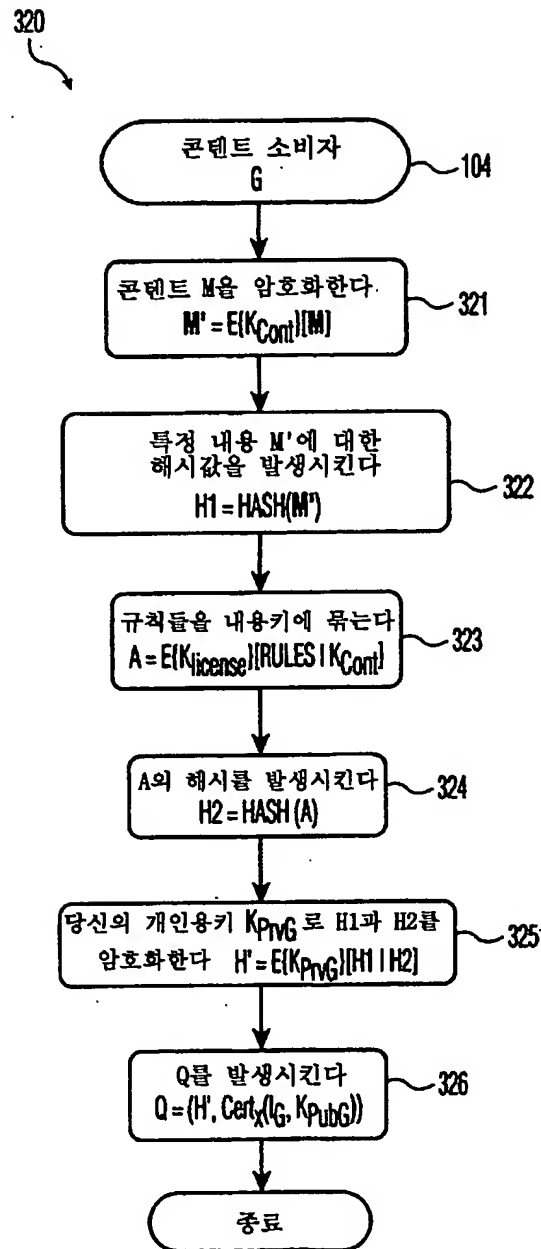 320
콘텐트 소비자
G
104
콘텐트 M을 암호화한다.
M' = E{K_Cont}[M]
321
특정 내용 M'에 대한
해시값을 발생시킨다
H1 = HASH(M')
322
규칙들을 내용키에 묶는다
A = E{K_license}[RULES | K_Cont]
323
A의 해시를 발생시킨다
H2 = HASH (A)
324
당신의 개인용키 K_PrvG 로 H1과 H2를
암호화한다 H' = E{K_PrvG}[H1 | H2]
325
Q를 발생시킨다
Q = (H', Cert_x(I_G, K_PubG))
326
종료